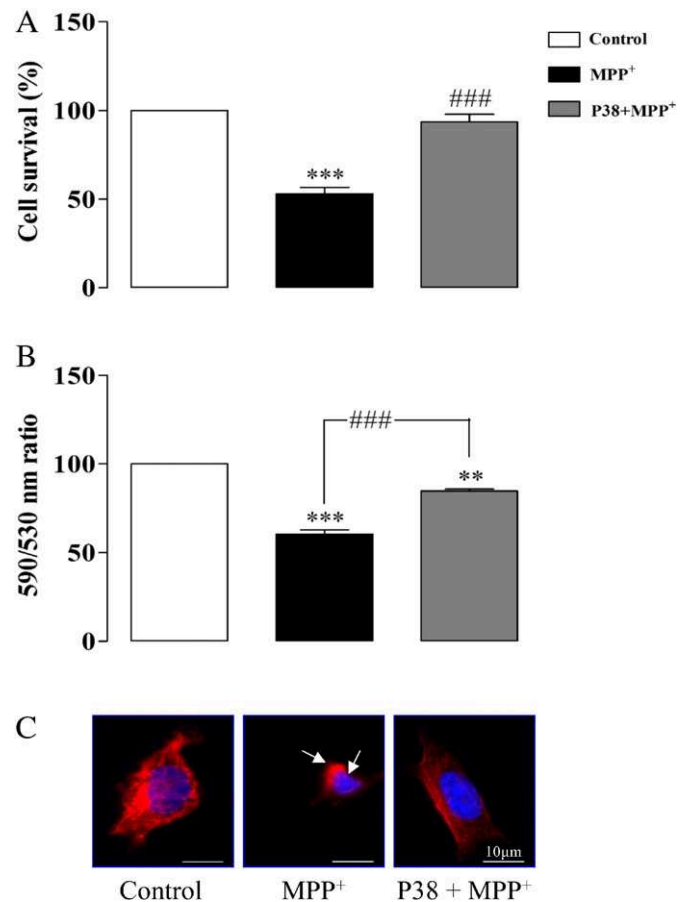 A
Cell survival (%)
150
100
50
0
***
###
Control
MPP⁺
P38+MPP⁺
B
590/530 nm ratio
150
100
50
0
***
###
**
C
10μm
Control
MPP⁺
P38 + MPP⁺